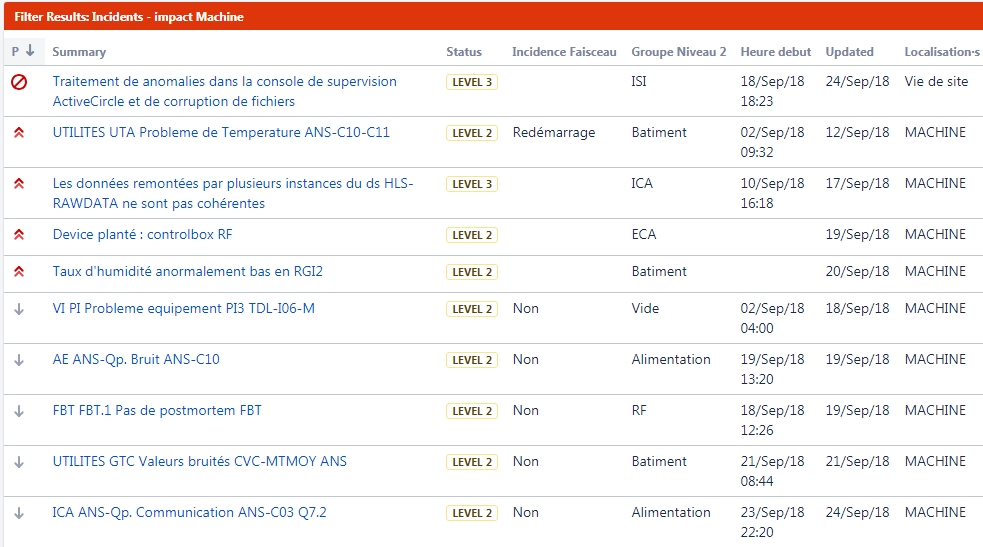 Filter Results: Incidents - impact Machine
P Summary Status Incidence Faisceau Groupe Niveau 2 Heure debut Updated Localisation·s
Traitement de anomalies dans la console de supervision LEVEL 3 ISI 18/Sep/18 24/Sep/18 Vie de site
ActiveCircle et de corruption de fichiers 18:23
UTILITES UTA Probleme de Temperature ANS-C10-C11 LEVEL 2 Redémarrage Batiment 02/Sep/18 12/Sep/18 MACHINE
09:32
Les données remontées par plusieurs instances du ds HLS- LEVEL 3 ICA 10/Sep/18 17/Sep/18 MACHINE
RAWDATA ne sont pas cohérentes 16:18
Device planté : controlbox RF LEVEL 2 ECA 19/Sep/18 MACHINE
Taux d'humidité anormalement bas en RGI2 LEVEL 2 Batiment 20/Sep/18 MACHINE
VI PI Probleme equipement PI3 TDL-I06-M LEVEL 2 Non Vide 02/Sep/18 18/Sep/18 MACHINE
04:00
AE ANS-Qp. Bruit ANS-C10 LEVEL 2 Non Alimentation 19/Sep/18 19/Sep/18 MACHINE
13:20
FBT FBT.1 Pas de postmortem FBT LEVEL 2 Non RF 18/Sep/18 19/Sep/18 MACHINE
12:26
UTILITES GTC Valeurs bruités CVC-MTMOY ANS LEVEL 2 Non Batiment 21/Sep/18 21/Sep/18 MACHINE
08:44
ICA ANS-Qp. Communication ANS-C03 Q7.2 LEVEL 2 Non Alimentation 23/Sep/18 24/Sep/18 MACHINE
22:20